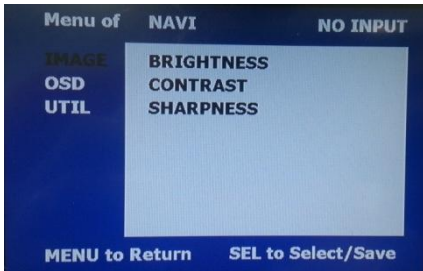 Menu of NAVI NO INPUT
IMAGE BRIGHTNESS
OSD CONTRAST
UTIL SHARPNESS
MENU to Return SEL to Select/Save